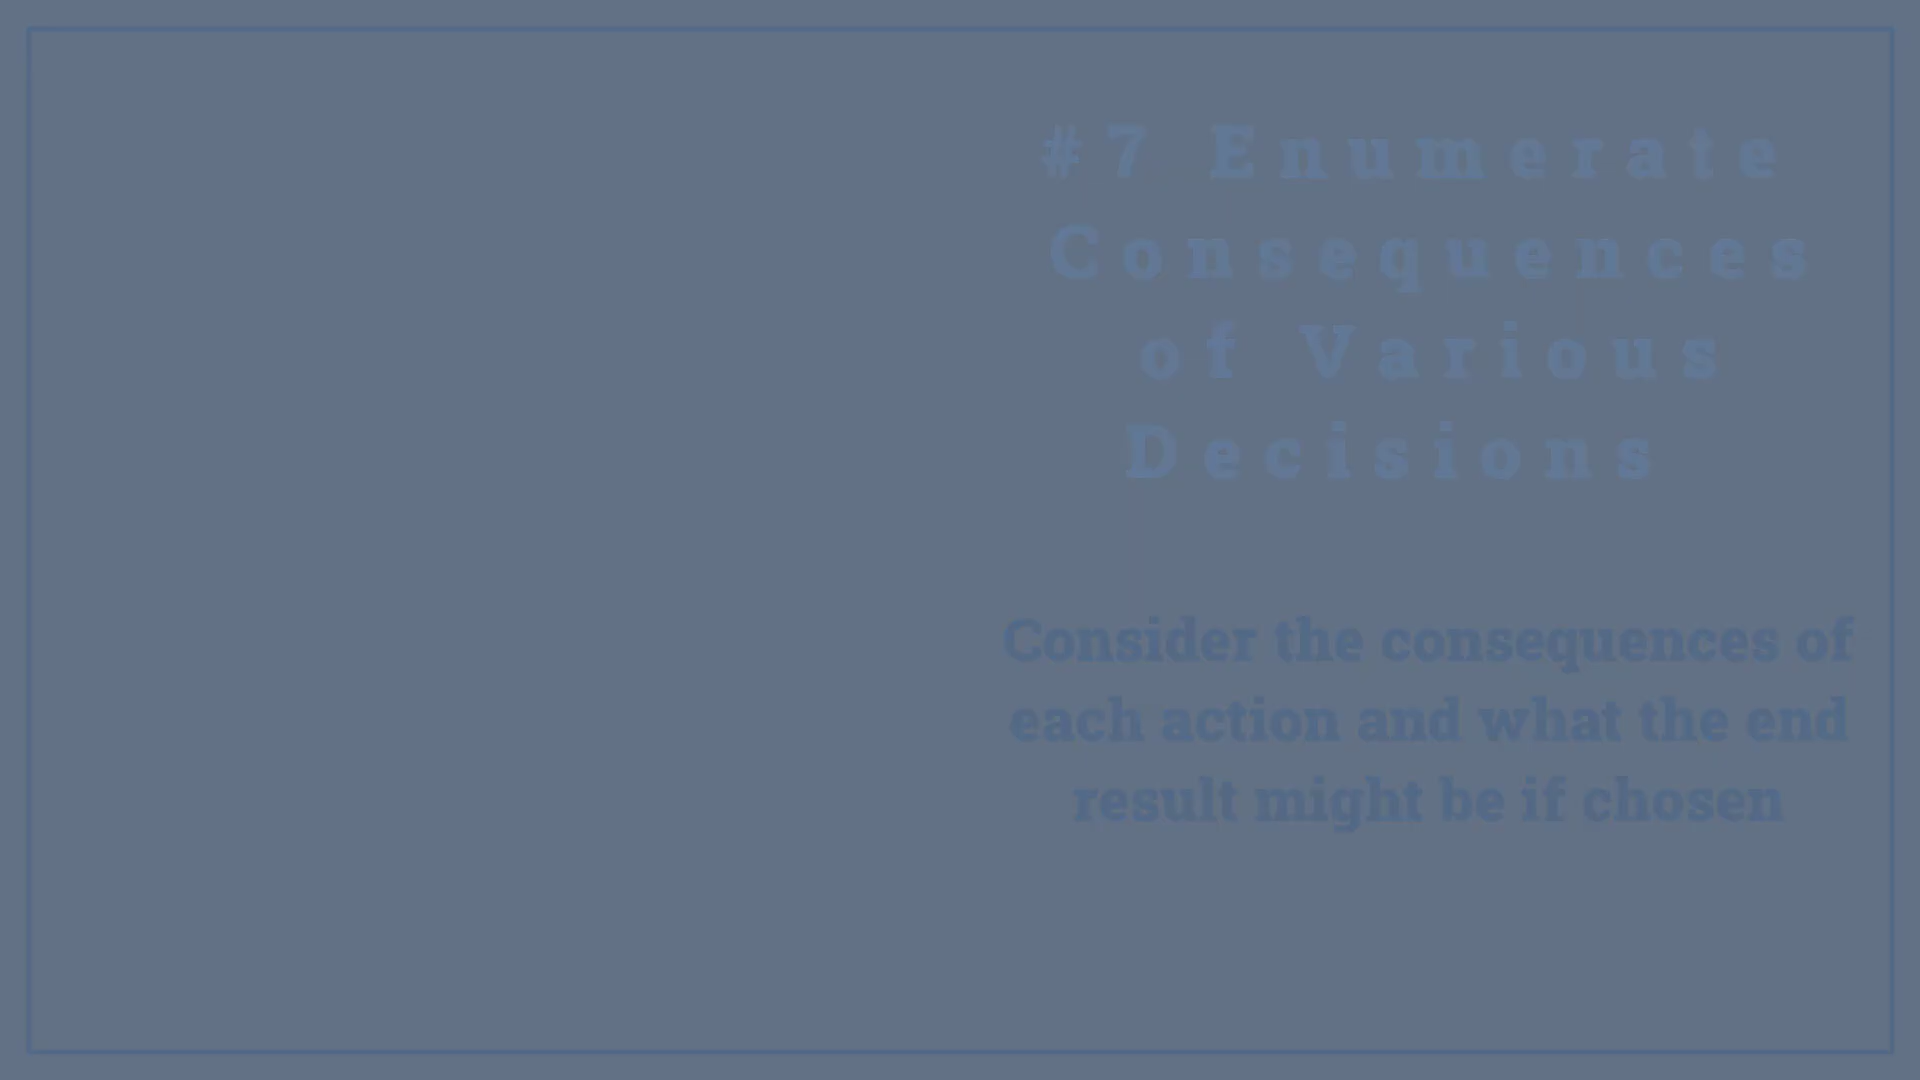 #7 Enumerate
Consequences
of Various
Decisions
Consider the consequences of
each action and what the end
result might be if chosen